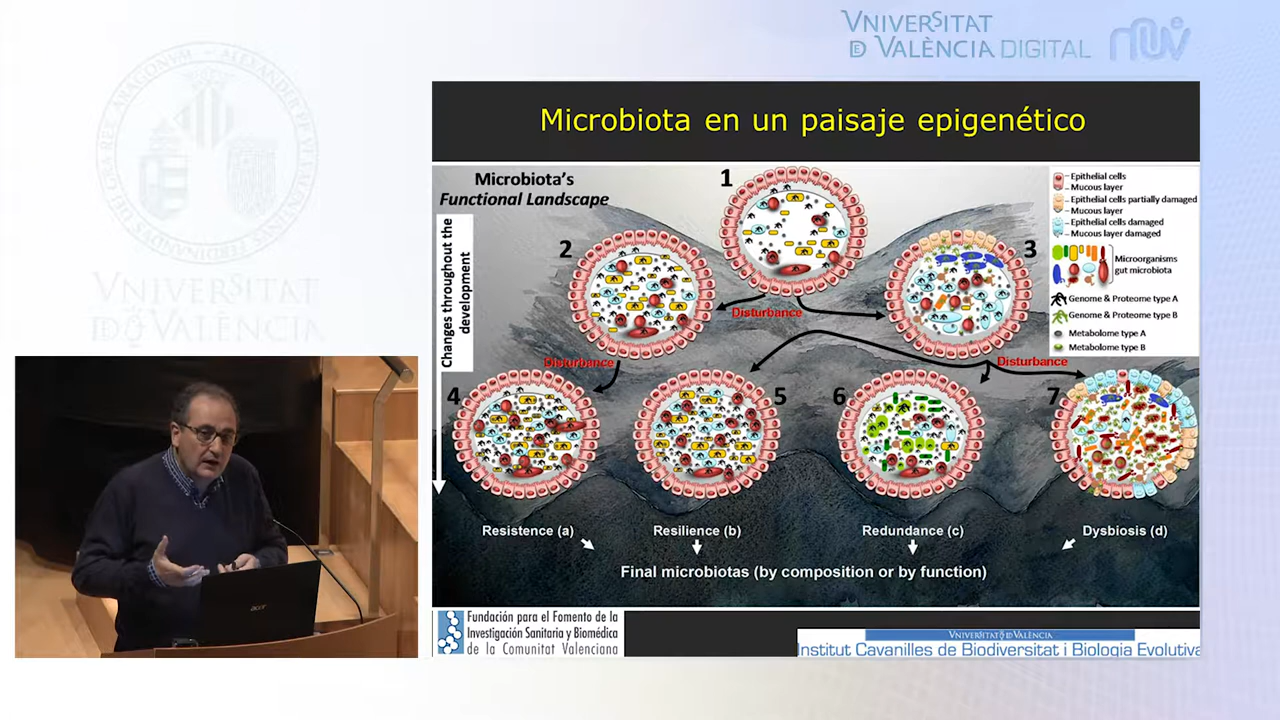 VNIVERSITAT
D VALÈNCIA DIGITAL
Microbiota en un paisaje epigenético
Microbiota's
Functional Landscape
Changes throughout the
development
1
2
3
Disturbance
Disturbance
Disturbance
4
5
6
7
Epithelial cells
Mucous layer
Epithelial cells partially damaged
Mucous layer
Epithelial cells damaged
Mucous layer damaged
Microorganisms
gut microbiota
Genome & Proteome type A
Genome & Proteome type B
Metabolome type A
Metabolome type B
Resistence (a)
Resilience (b)
Redundance (c)
Dysbiosis (d)
Final microbiotas (by composition or by function)
Fundación para el Fomento de la
Investigación Sanitaria y Biomédica
de la Comunitat Valenciana
Institut Cavanilles de Biodiversitat i Biologia Evolutiva
VNIVERSITAT
VALÈNCIA
acer